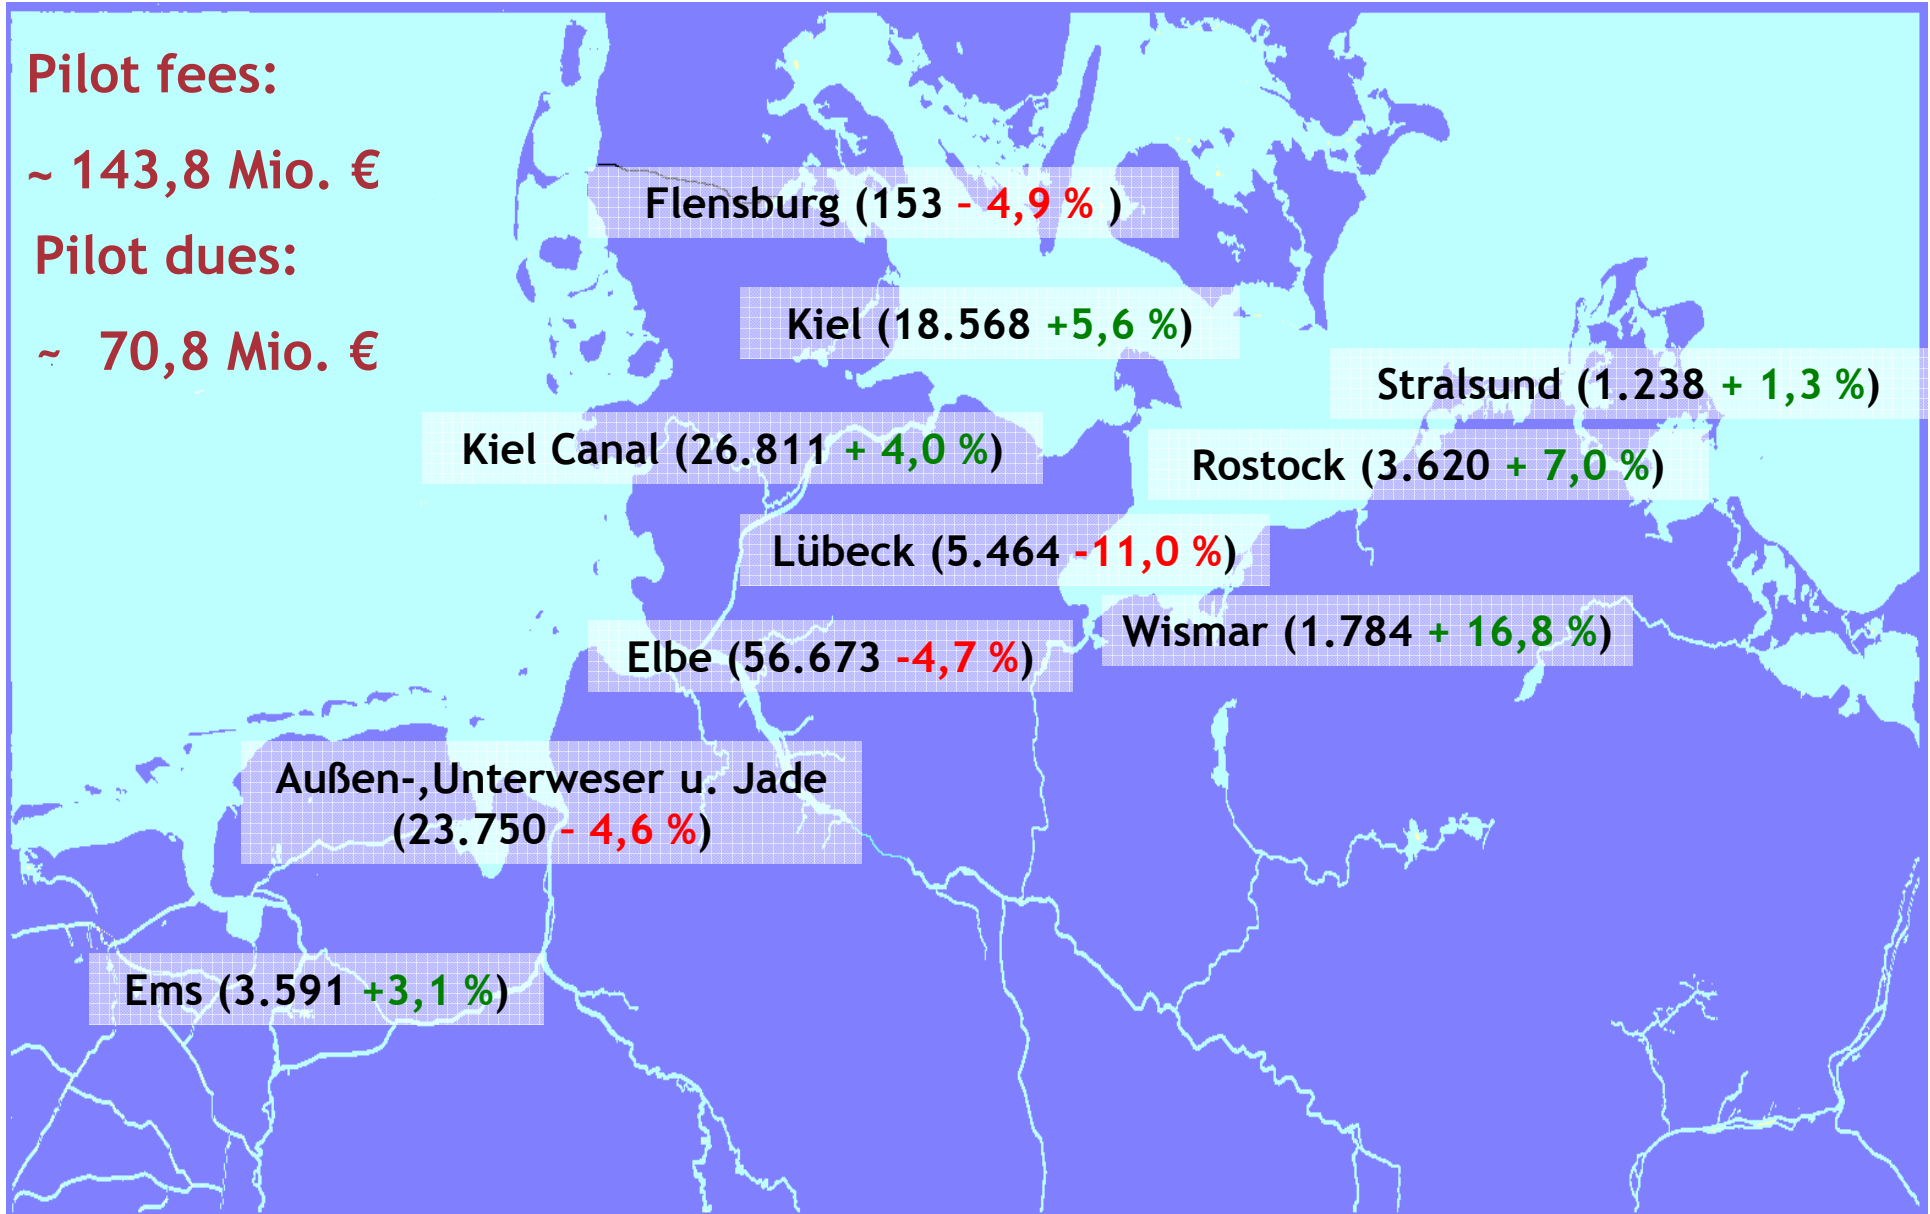 Pilot fees:
~ 143,8 Mio. €
Pilot dues:
~ 70,8 Mio. €
Flensburg (153 – 4,9 % )
Kiel (18.568 +5,6 %)
Stralsund (1.238 + 1,3 %)
Kiel Canal (26.811 + 4,0 %)
Rostock (3.620 + 7,0 %)
Lübeck (5.464 -11,0 %)
Wismar (1.784 + 16,8 %)
Elbe (56.673 -4,7 %)
Außen-,Unterweser u. Jade
(23.750 – 4,6 %)
Ems (3.591 +3,1 %)